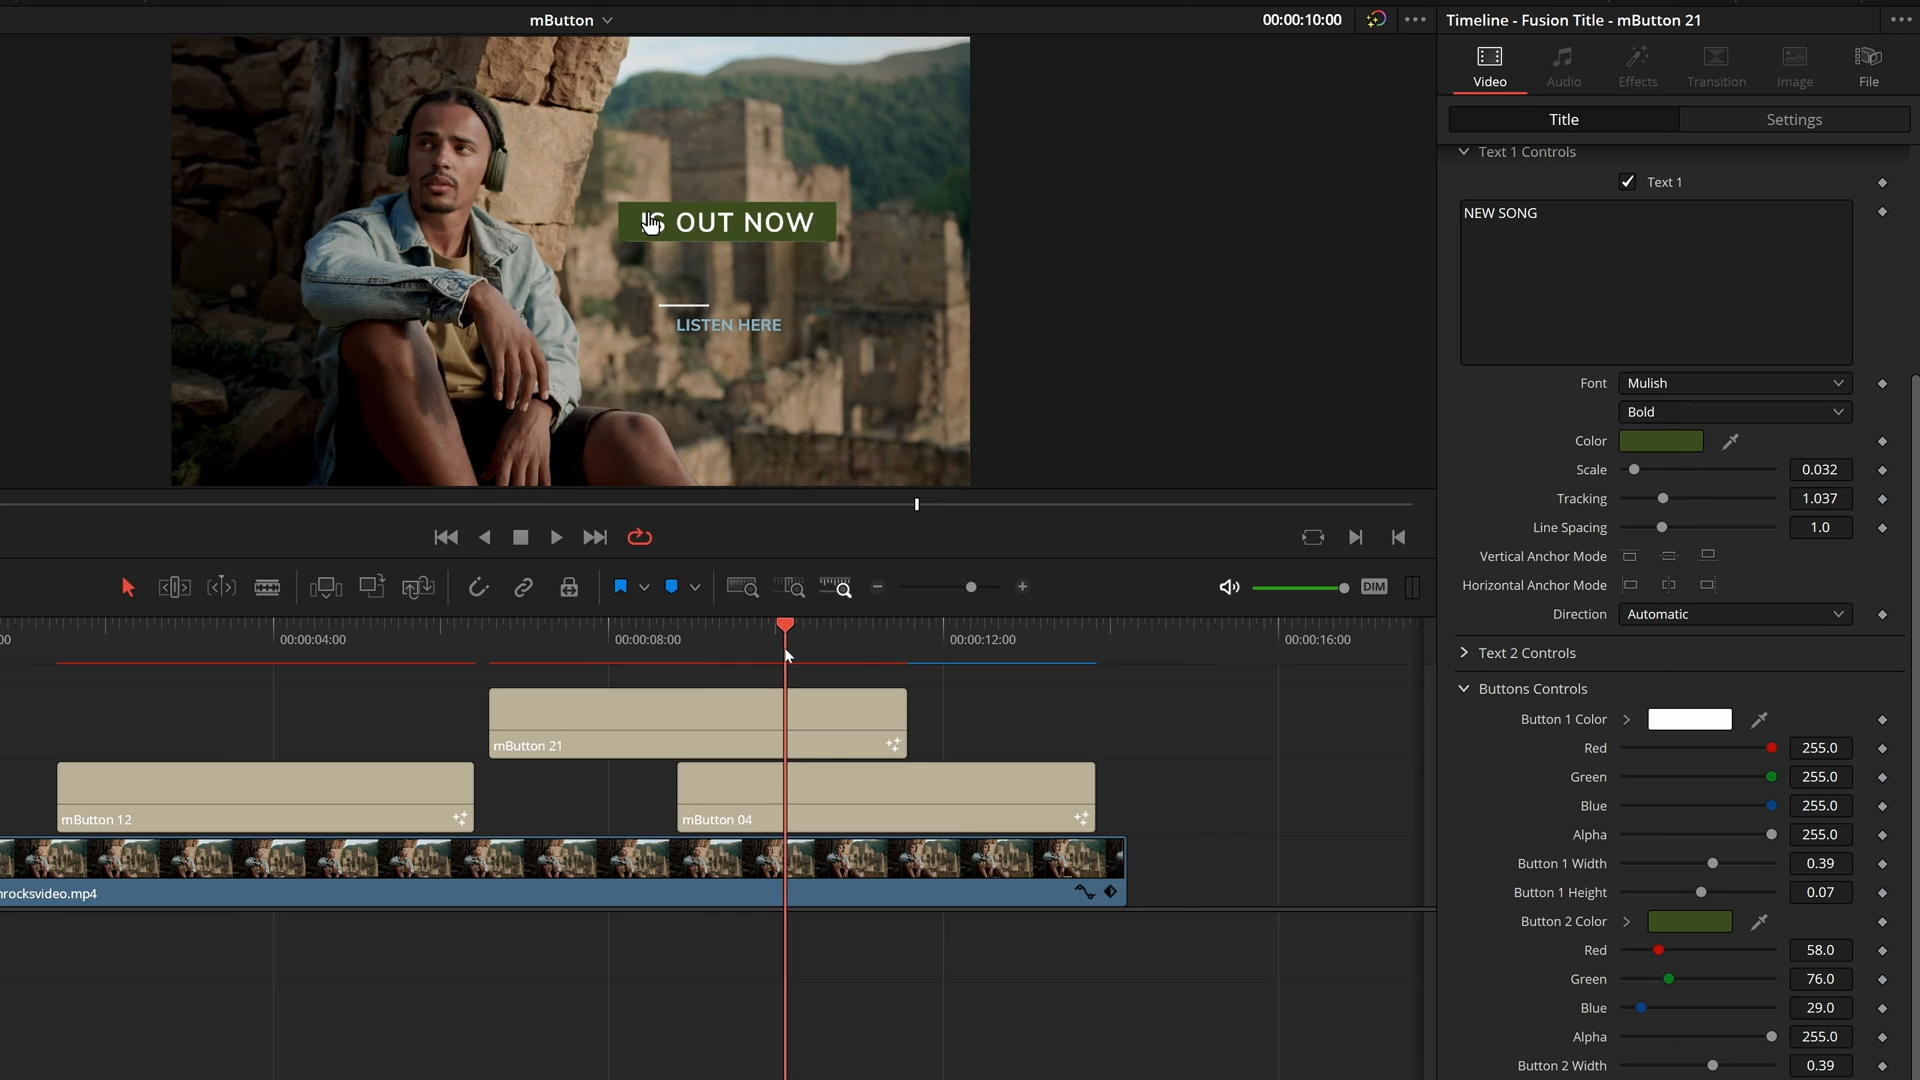 mButton
00:00:10:00
Timeline - Fusion Title - mButton 21
Video
Audio
Effects
Transition
Image
File
Title
Settings
Text 1 Controls
Text 1
NEW SONG
Font
Mulish
Bold
Color
Scale
0.032
Tracking
1.037
Line Spacing
1.0
Vertical Anchor Mode
Horizontal Anchor Mode
Direction
Automatic
Text 2 Controls
Buttons Controls
Button 1 Color
Red
255.0
Green
255.0
Blue
255.0
Alpha
255.0
Button 1 Width
0.39
Button 1 Height
0.07
Button 2 Color
Red
58.0
Green
76.0
Blue
29.0
Alpha
255.0
Button 2 Width
0.39
IS OUT NOW
LISTEN HERE
DIM
00:00:04:00
00:00:08:00
00:00:12:00
00:00:16:00
mButton 21
mButton 12
mButton 04
rocksvideo.mp4